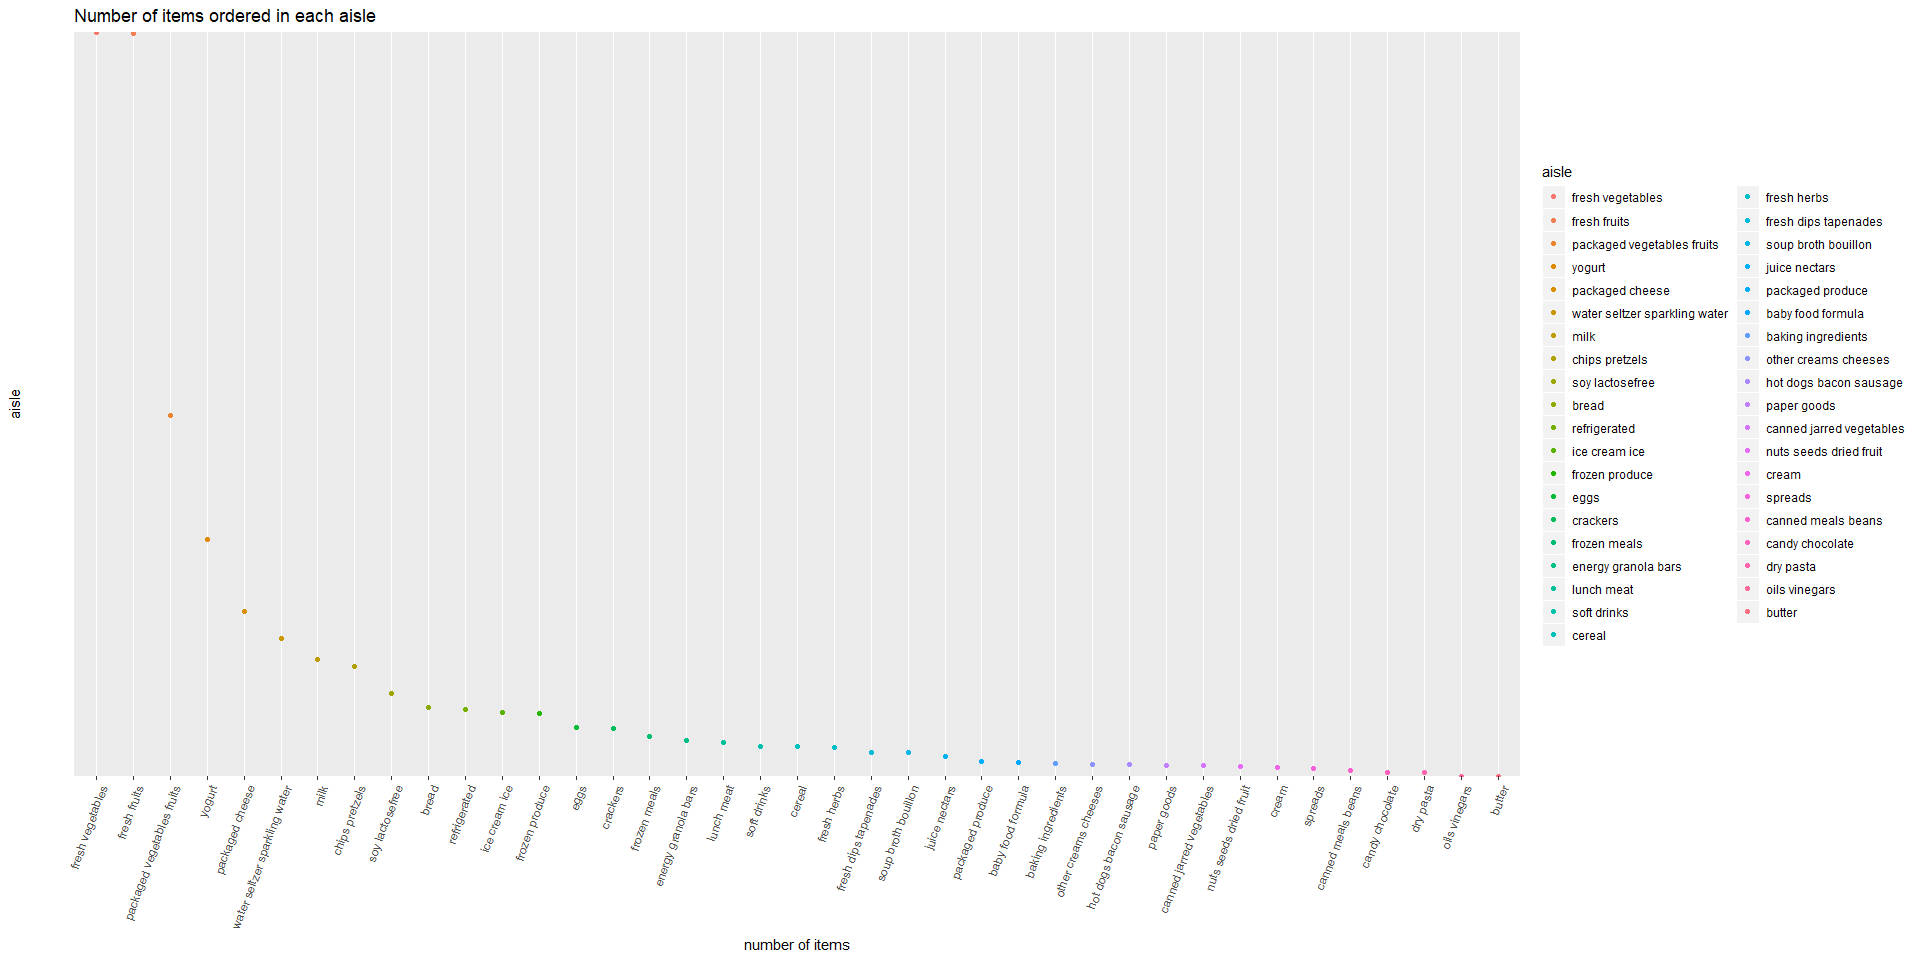 Number of items ordered in each aisle
aisle
fresh vegetables
fresh fruits
packaged vegetables fruits
yogurt
packaged cheese
water seltzer sparkling water
milk
chips pretzels
soy lactosefree
bread
refrigerated
ice cream ice
frozen produce
eggs
crackers
frozen meals
energy granola bars
lunch meat
soft drinks
cereal
fresh herbs
fresh dips tapenades
soup broth bouillon
juice nectars
packaged produce
baby food formula
baking ingredients
other creams cheeses
hot dogs bacon sausage
paper goods
canned jarred vegetables
nuts seeds dried fruit
cream
spreads
canned meals beans
candy chocolate
dry pasta
oils vinegars
butter
number of items
aisle
fresh vegetables
fresh fruits
packaged vegetables fruits
yogurt
packaged cheese
water seltzer sparkling water
milk
chips pretzels
soy lactosefree
bread
refrigerated
ice cream ice
frozen produce
eggs
crackers
frozen meals
energy granola bars
lunch meat
soft drinks
cereal
fresh herbs
fresh dips tapenades
soup broth bouillon
juice nectars
packaged produce
baby food formula
baking ingredients
other creams cheeses
hot dogs bacon sausage
paper goods
canned jarred vegetables
nuts seeds dried fruit
cream
spreads
canned meals beans
candy chocolate
dry pasta
oils vinegars
butter